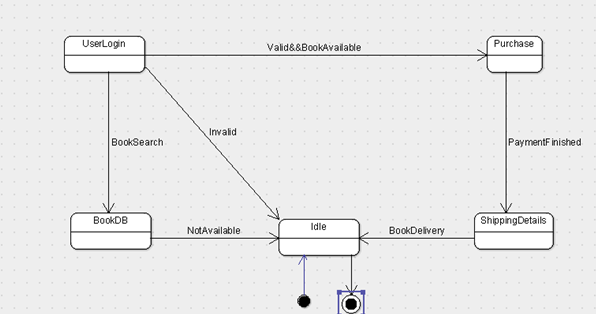 UserLogin
Valid&&BookAvailable
Purchase
Invalid
BookSearch
PaymentFinished
BookDB
NotAvailable
Idle
BookDelivery
ShippingDetails